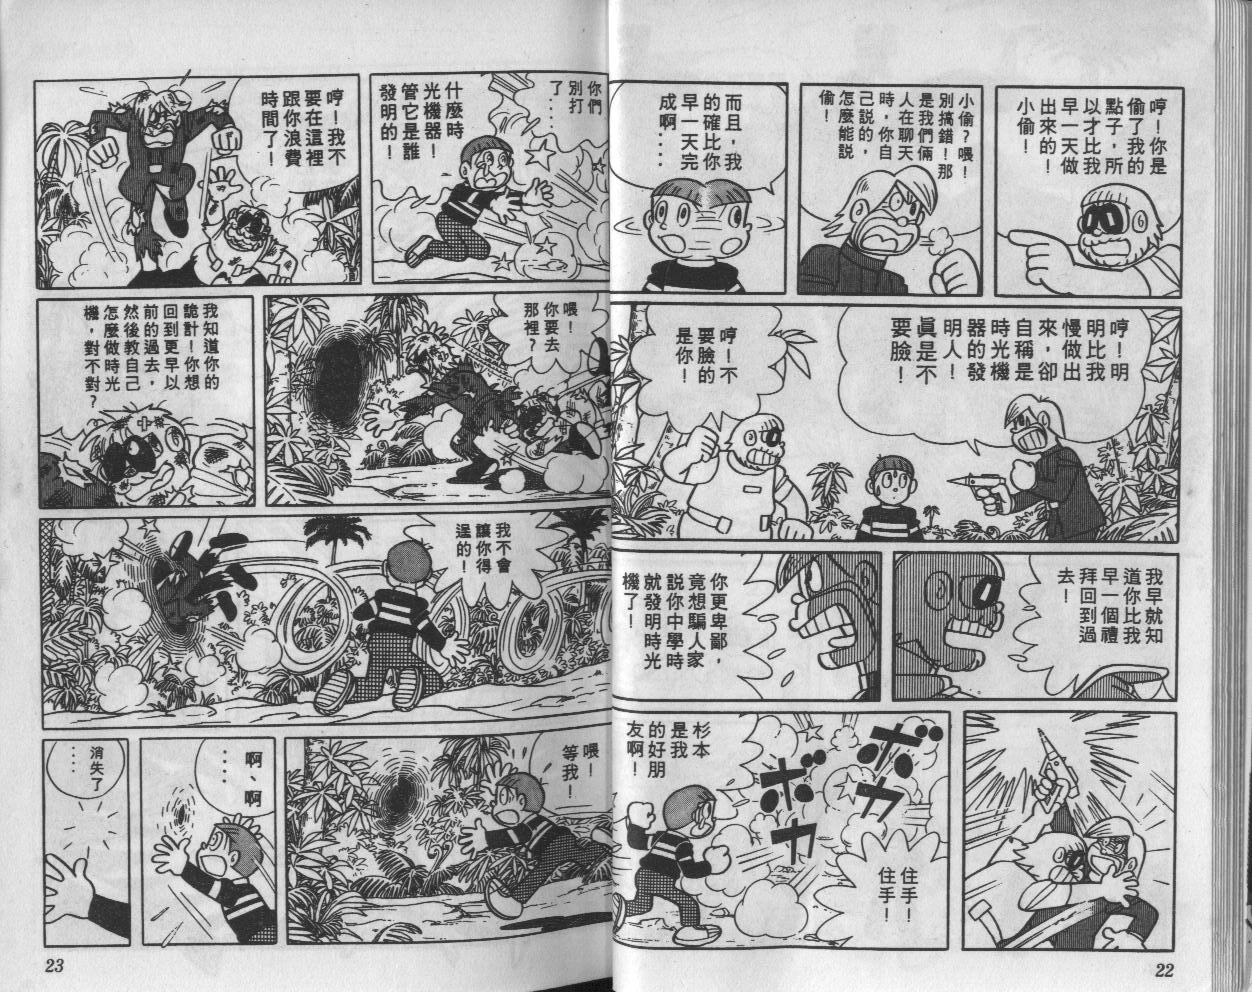 哼！你是
偷了我的
點子，所
以才比我
早一天做
出來的！
小偷！
小偷？喂！
別搞錯！那
是我們倆
人在聊天
時，你自
己說的，
怎麼能說
偷！
而且，我
的確比你
早一天完
成啊．．．．
哼！明
明比我
慢做出
來，卻
自稱是
時光機
器的發
明人！
眞是不
要臉！
哼！不
要臉的
是你！
我早就知
道你比我
早一個禮
拜回到過
去！
你更卑鄙，
竟想騙人家
說你中學時
就發明時光
機了！
ボカ
ボカ
住手！
住手！
杉本
是我
的好朋
友啊！
22
你們
別打
了．．．．
什麼時
光機器！
管它是誰
發明的！
哼！我不
要在這裡
跟你浪費
時間了！
喂！
你要去
那裡？
我知道你的
詭計！你想
回到更早以
前的過去，
然後教自己
怎麼做時光
機，對不對？
我不會
讓你得
逞的！
喂！
等我！
啊、啊
．．．．
消失了
．．．
23